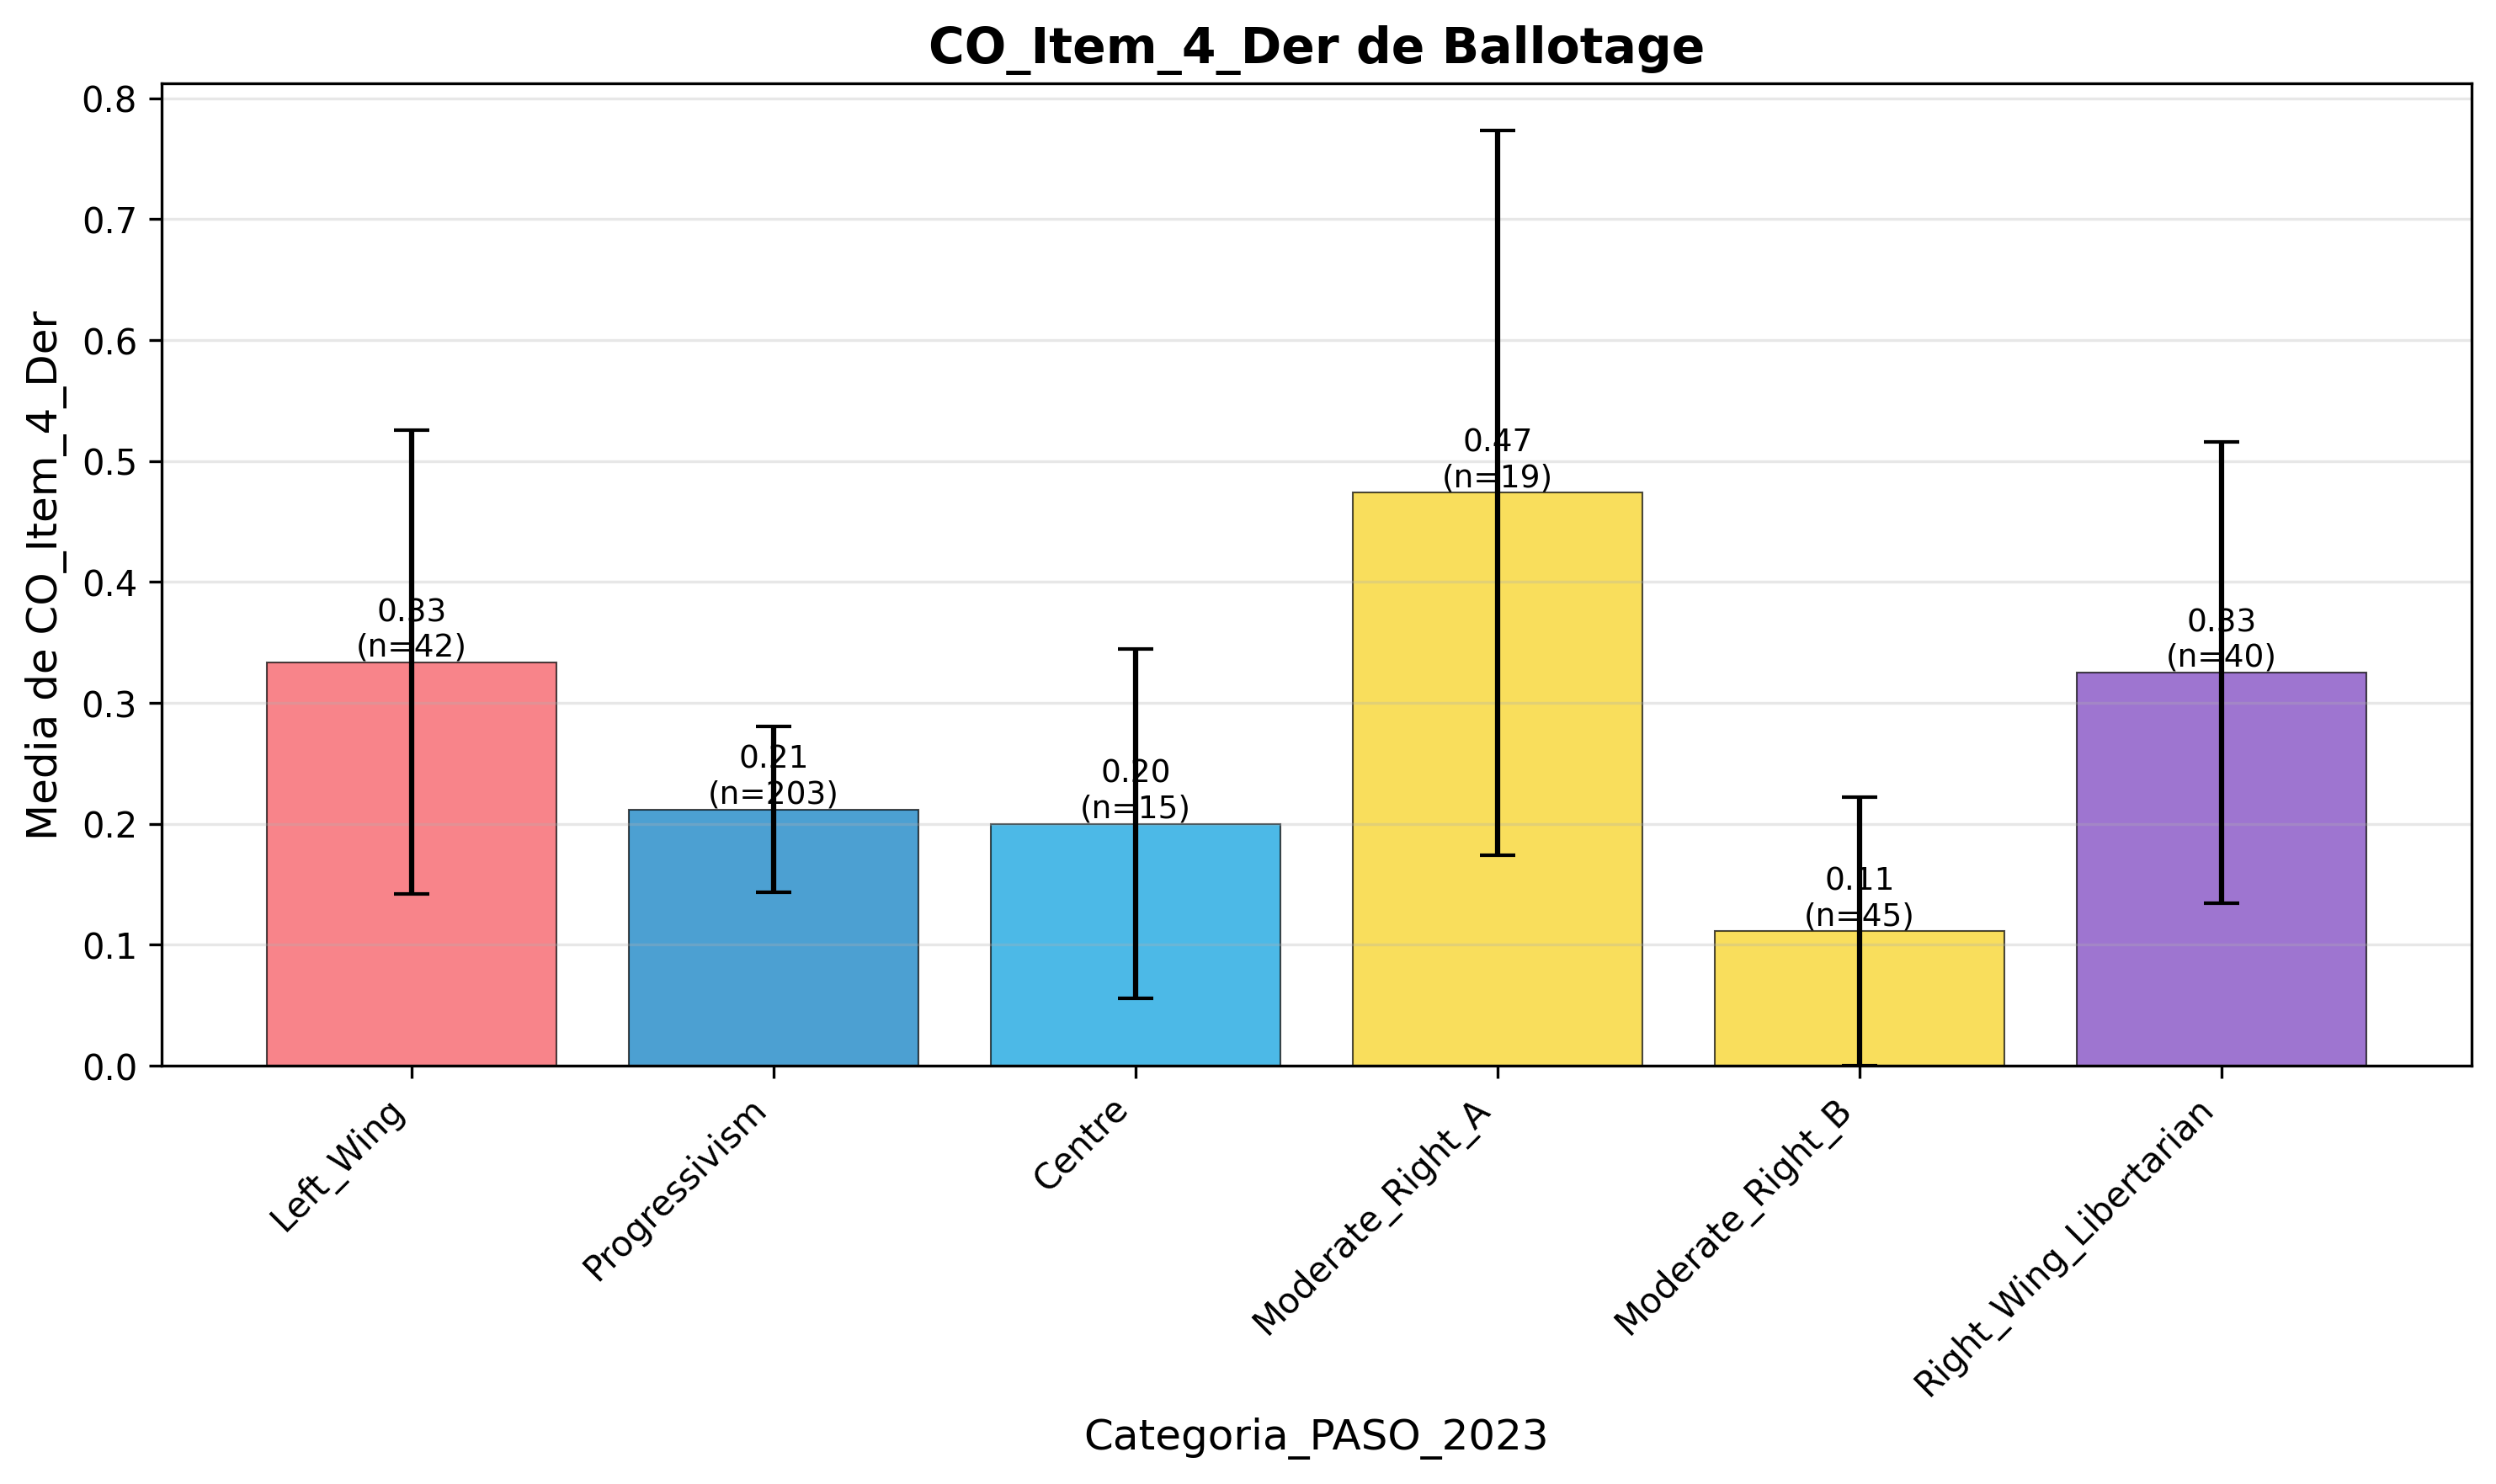 CO_Item_4_Der de Ballotage
Media de CO_Item_4_Der
0.8
0.7
0.6
0.5
0.4
0.3
0.2
0.1
0.0
0.33
(n=42)
0.21
(n=203)
0.20
(n=15)
0.47
(n=19)
0.11
(n=45)
0.33
(n=40)
Left_Wing
Progressivism
Centre
Moderate_Right_A
Moderate_Right_B
Right_Wing_Libertarian
Categoria_PASO_2023